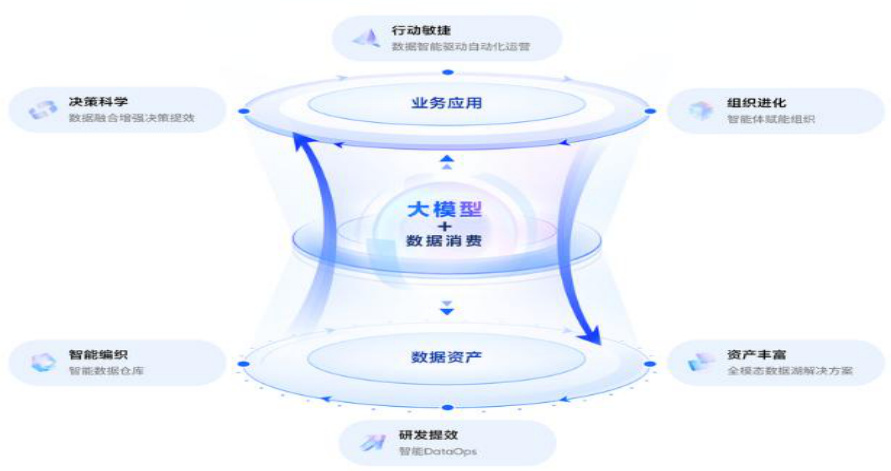 行动敏捷
数据智能驱动自动化运营
决策科学
数据融合增强决策提效
业务应用
组织进化
智能体赋能组织
大模型
+
数据消费
智能编织
智能数据仓库
数据资产
资产丰富
全模态数据湖解决方案
研发提效
智能DataOps